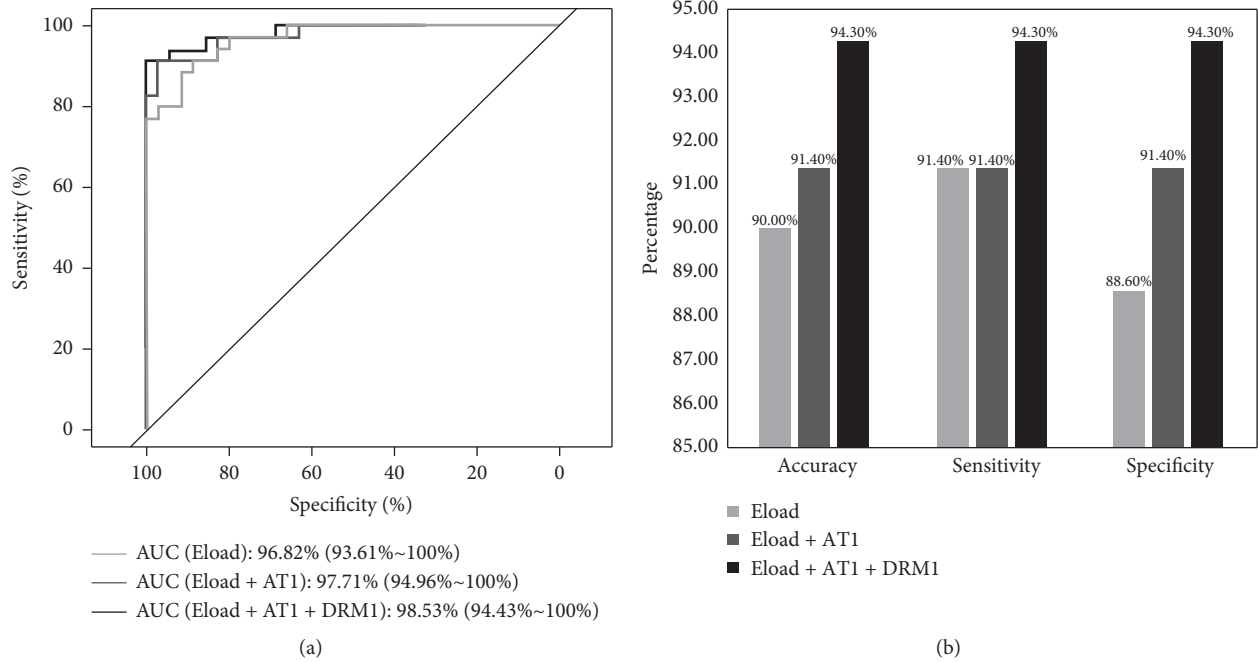 100
80
60
40
20
0
Sensitivity (%)
100
80
60
40
20
0
Specificity (%)
AUC (Eload): 96.82% (93.61%~100%)
AUC (Eload + AT1): 97.71% (94.96%~100%)
AUC (Eload + AT1 + DRM1): 98.53% (94.43%~100%)
(a)
95.00
94.00
93.00
92.00
91.00
90.00
89.00
88.00
87.00
86.00
85.00
Percentage
90.00%
91.40%
94.30%
91.40%
91.40%
94.30%
88.60%
91.40%
94.30%
Accuracy
Sensitivity
Specificity
Eload
Eload + AT1
Eload + AT1 + DRM1
(b)